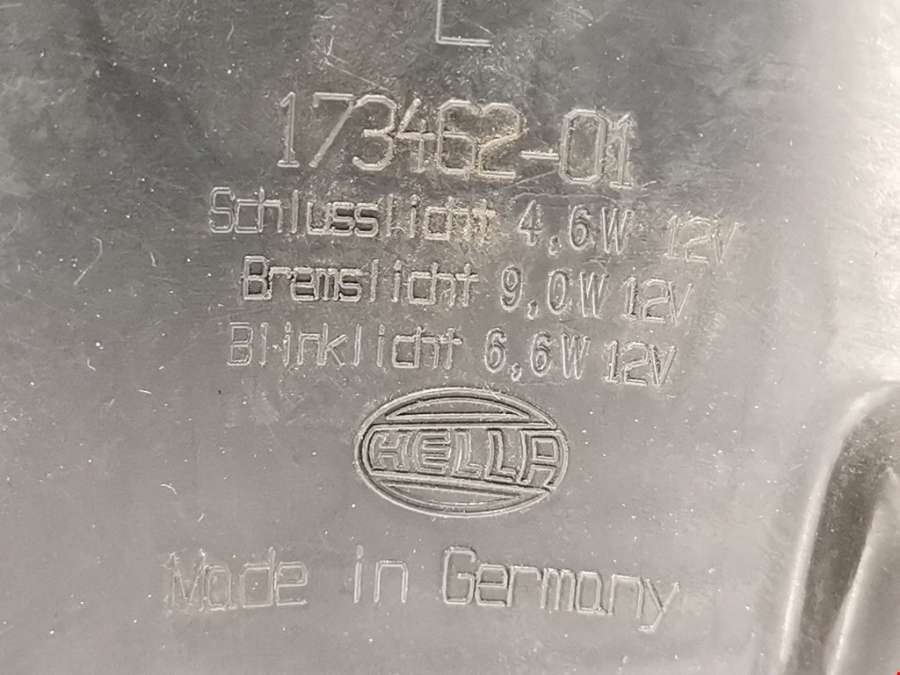 L
173462-01
Schlusslicht 4,6W 12V
Bremslicht 9,0W 12V
Blinklicht 6,6W 12V
HELLA
Made in Germany